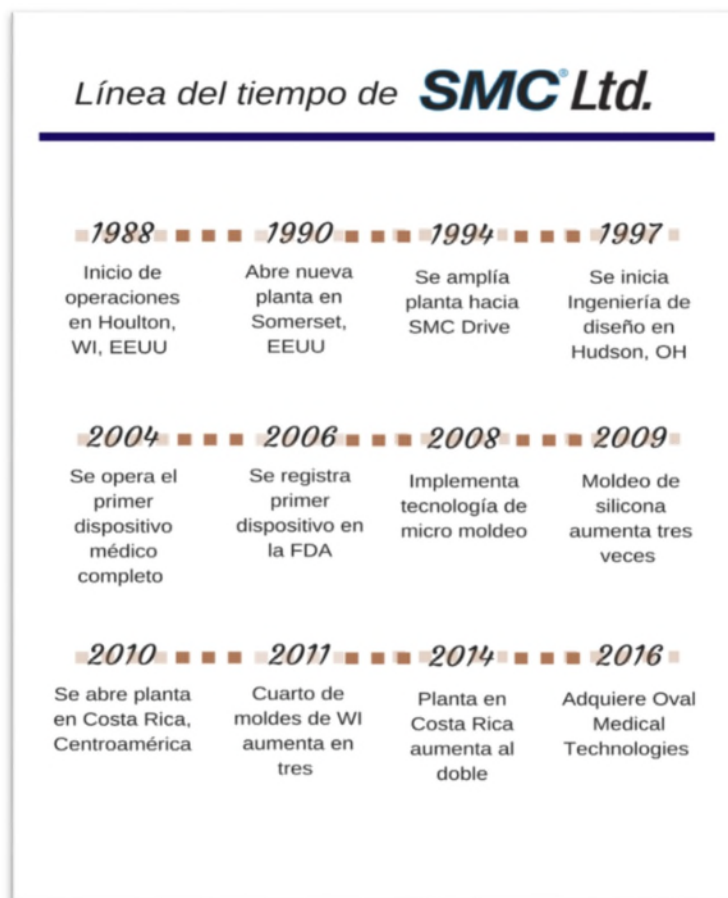 Línea del tiempo de SMC® Ltd.
1988
Inicio de
operaciones
en Houlton,
WI, EEUU
1990
Abre nueva
planta en
Somerset,
EEUU
1994
Se amplía
planta hacia
SMC Drive
1997
Se inicia
Ingeniería de
diseño en
Hudson, OH
2004
Se opera el
primer
dispositivo
médico
completo
2006
Se registra
primer
dispositivo en
la FDA
2008
Implementa
tecnología de
micro moldeo
2009
Moldeo de
silicona
aumenta tres
veces
2010
Se abre planta
en Costa Rica,
Centroamérica
2011
Cuarto de
moldes de WI
aumenta en
tres
2014
Planta en
Costa Rica
aumenta al
doble
2016
Adquiere Oval
Medical
Technologies